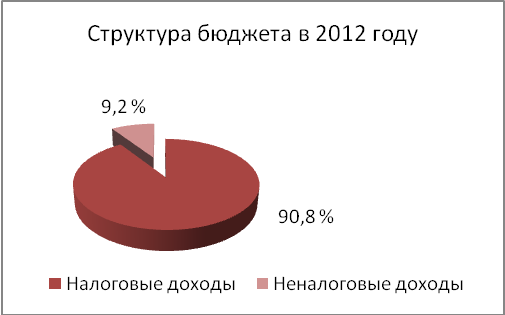 Структура бюджета в 2012 году
9,2 %
90,8 %
Налоговые доходы
Неналоговые доходы